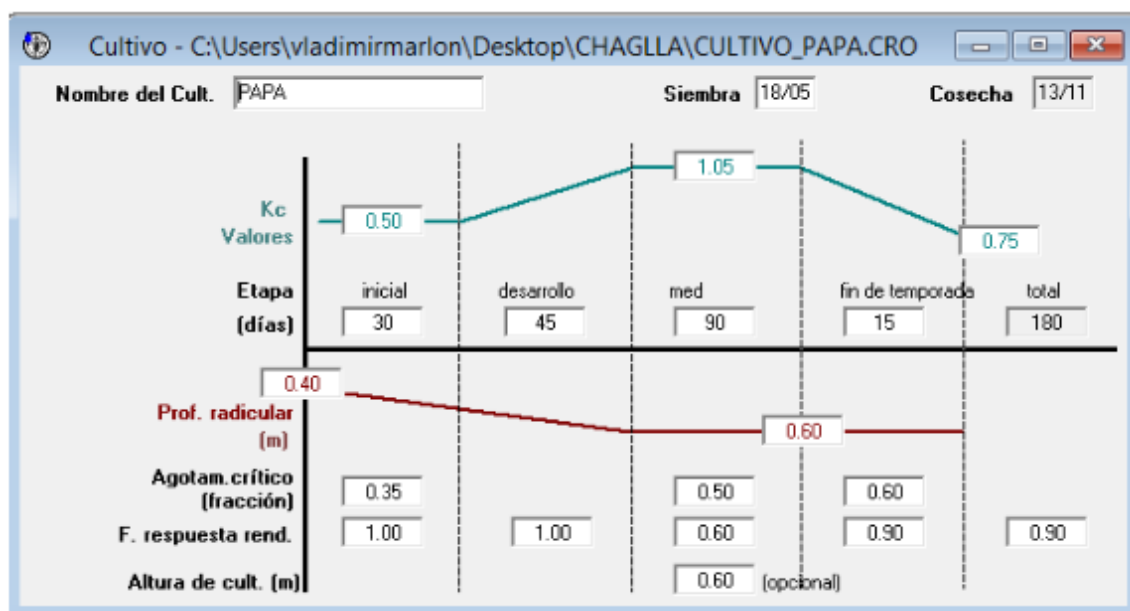 Cultivo - C:\Users\vladimirmarlon\Desktop\CHAGLLA\CULTIVO_PAPA.CRO
Nombre del Cult. PAPA Siembra 18/05 Cosecha 13/11
1.05
Kc 0.50
Valores 0.75
Etapa inicial desarrollo med fin de temporada total
(días) 30 45 90 15 180
0.40
Prof. radicular 0.60
(m)
Agotam.crítico 0.35 0.50 0.60
(fracción)
F. respuesta rend. 1.00 1.00 0.60 0.90 0.90
Altura de cult. (m) 0.60 (opcional)